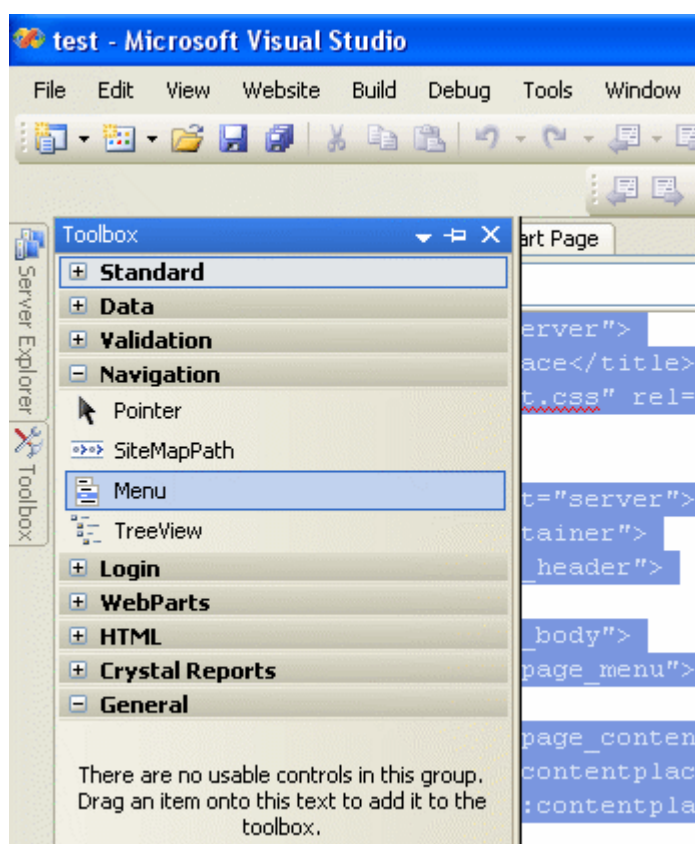 test - Microsoft Visual Studio
File Edit View Website Build Debug Tools Window
Server Explorer
Toolbox
Toolbox
Standard
Data
Validation
Navigation
Pointer
SiteMapPath
Menu
TreeView
Login
WebParts
HTML
Crystal Reports
General
There are no usable controls in this group.
Drag an item onto this text to add it to the
toolbox.
art Page
erver">
ace</title>
t.css" rel=
t="server">
tainer">
_header">
_body">
page_menu">
page_conten
contentplac
:contentpla